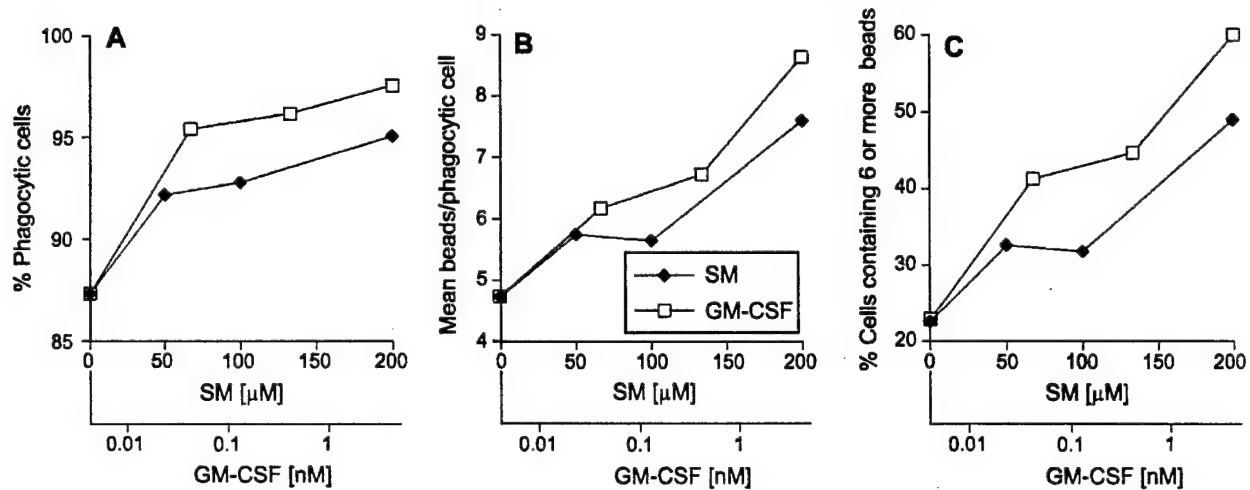 A
% Phagocytic cells
100
95
90
85
0
50
100
150
200
SM [μM]
0.01
0.1
1
GM-CSF [nM]
B
Mean beads/phagocytic cell
9
8
7
6
5
4
SM
GM-CSF
0
50
100
150
200
SM [μM]
0.01
0.1
1
GM-CSF [nM]
C
% Cells containing 6 or more beads
60
50
40
30
20
0
50
100
150
200
SM [μM]
0.01
0.1
1
GM-CSF [nM]